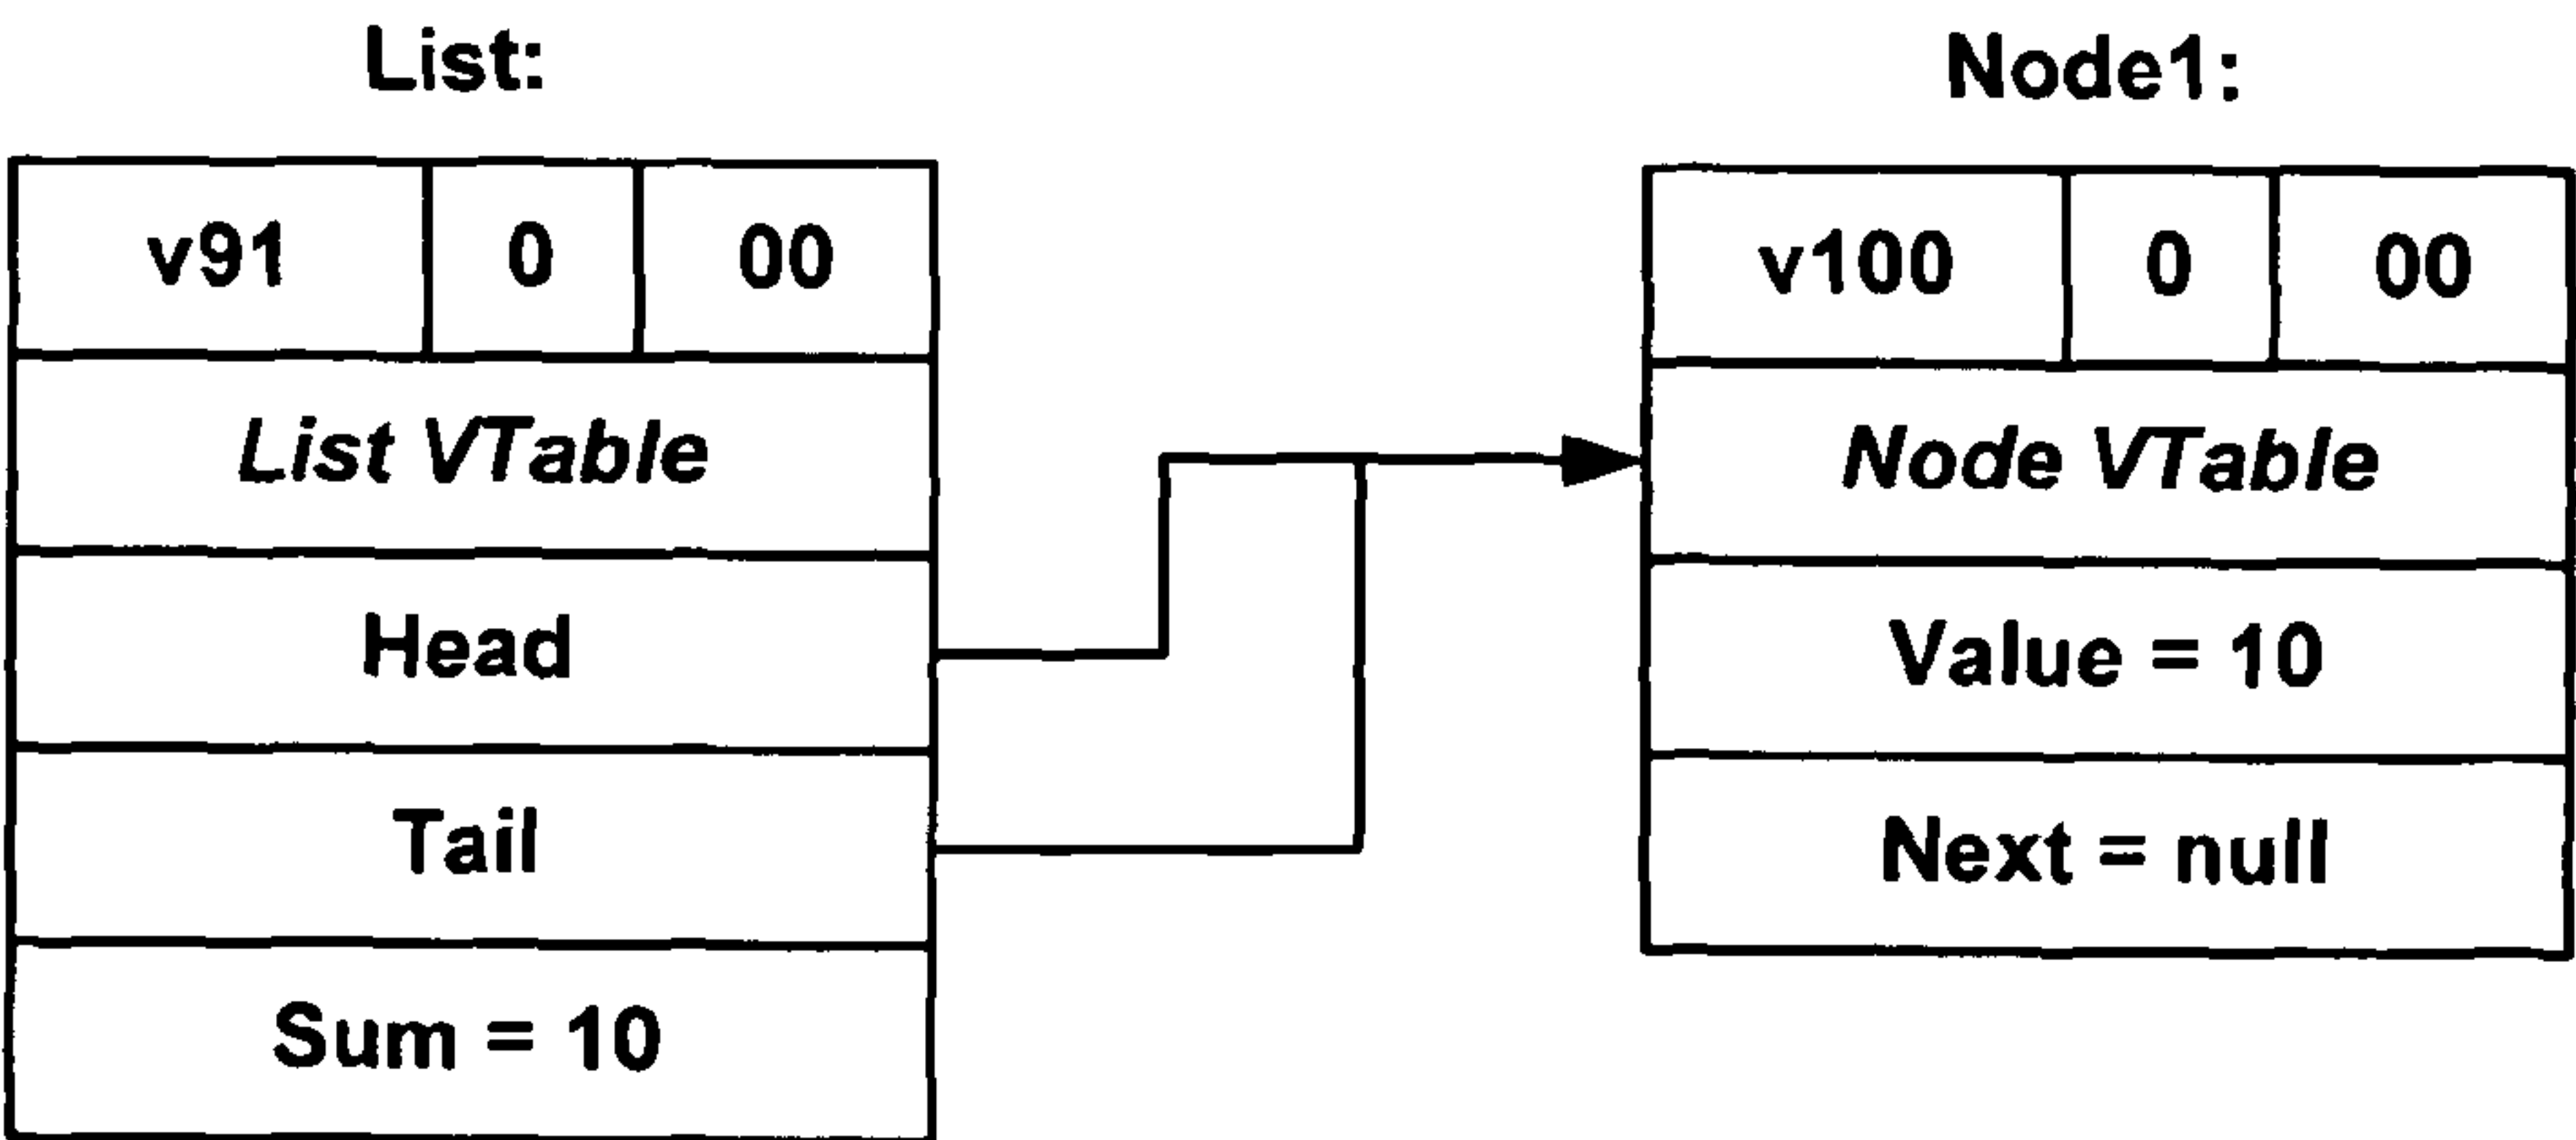 List:
v91 0 00
List VTable
Head
Tail
Sum = 10
Node1:
v100 0 00
Node VTable
Value = 10
Next = null